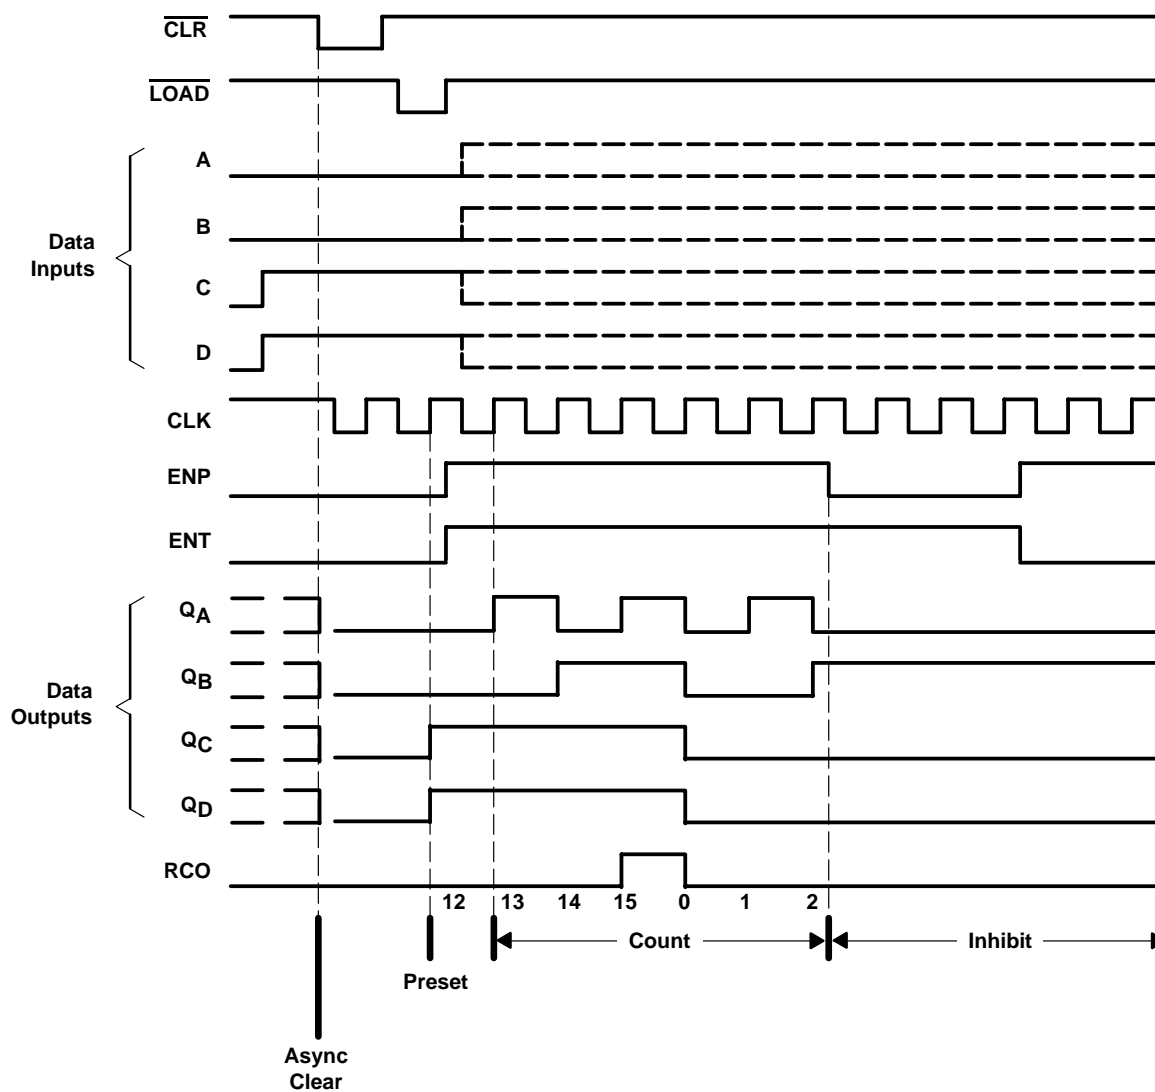 CLR
LOAD
A
B
Data
Inputs
C
D
CLK
ENP
ENT
QA
QB
Data
Outputs
QC
QD
RCO
12 13 14 15 0 1 2
Count Inhibit
Preset
Async
Clear